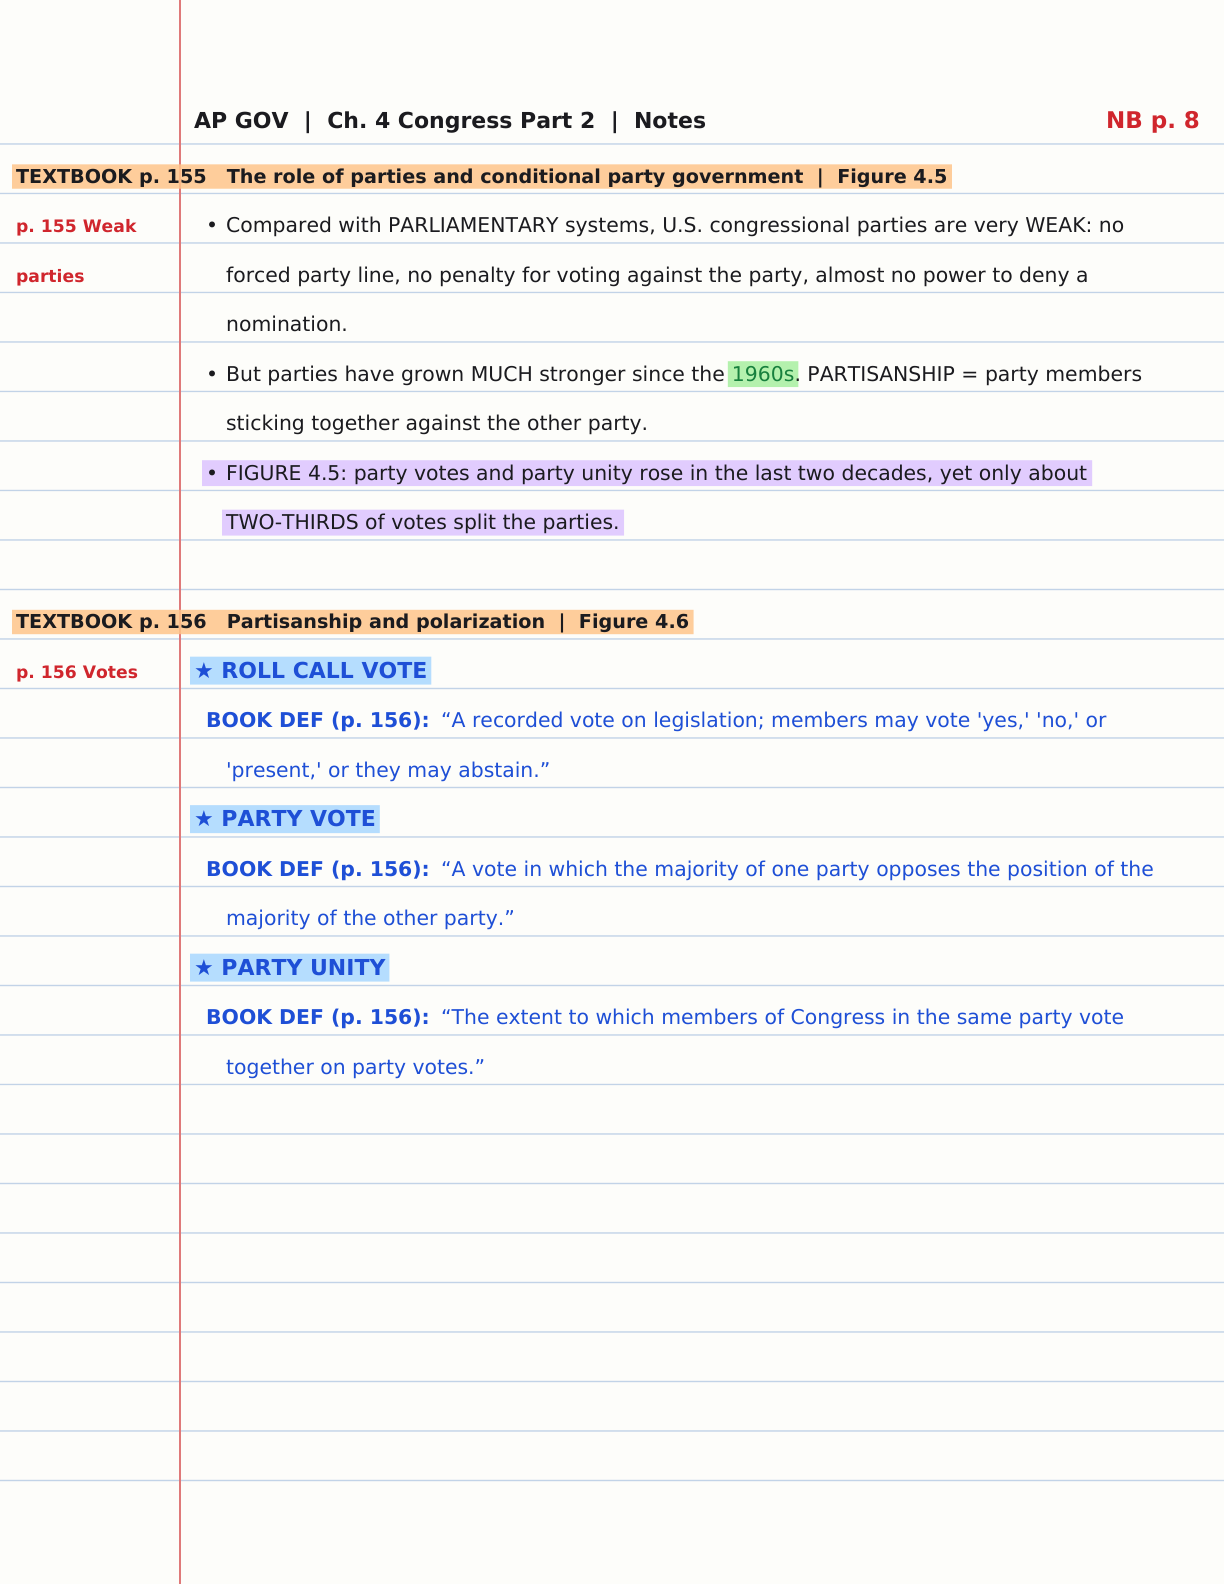 AP GOV | Ch. 4 Congress Part 2 | Notes NB p. 8
TEXTBOOK p. 155 The role of parties and conditional party government | Figure 4.5
p. 155 Weak • Compared with PARLIAMENTARY systems, U.S. congressional parties are very WEAK: no
parties forced party line, no penalty for voting against the party, almost no power to deny a
nomination.
• But parties have grown MUCH stronger since the 1960s. PARTISANSHIP = party members
sticking together against the other party.
• FIGURE 4.5: party votes and party unity rose in the last two decades, yet only about
TWO-THIRDS of votes split the parties.
TEXTBOOK p. 156 Partisanship and polarization | Figure 4.6
p. 156 Votes ★ ROLL CALL VOTE
BOOK DEF (p. 156): “A recorded vote on legislation; members may vote 'yes,' 'no,' or
'present,' or they may abstain.”
★ PARTY VOTE
BOOK DEF (p. 156): “A vote in which the majority of one party opposes the position of the
majority of the other party.”
★ PARTY UNITY
BOOK DEF (p. 156): “The extent to which members of Congress in the same party vote
together on party votes.”